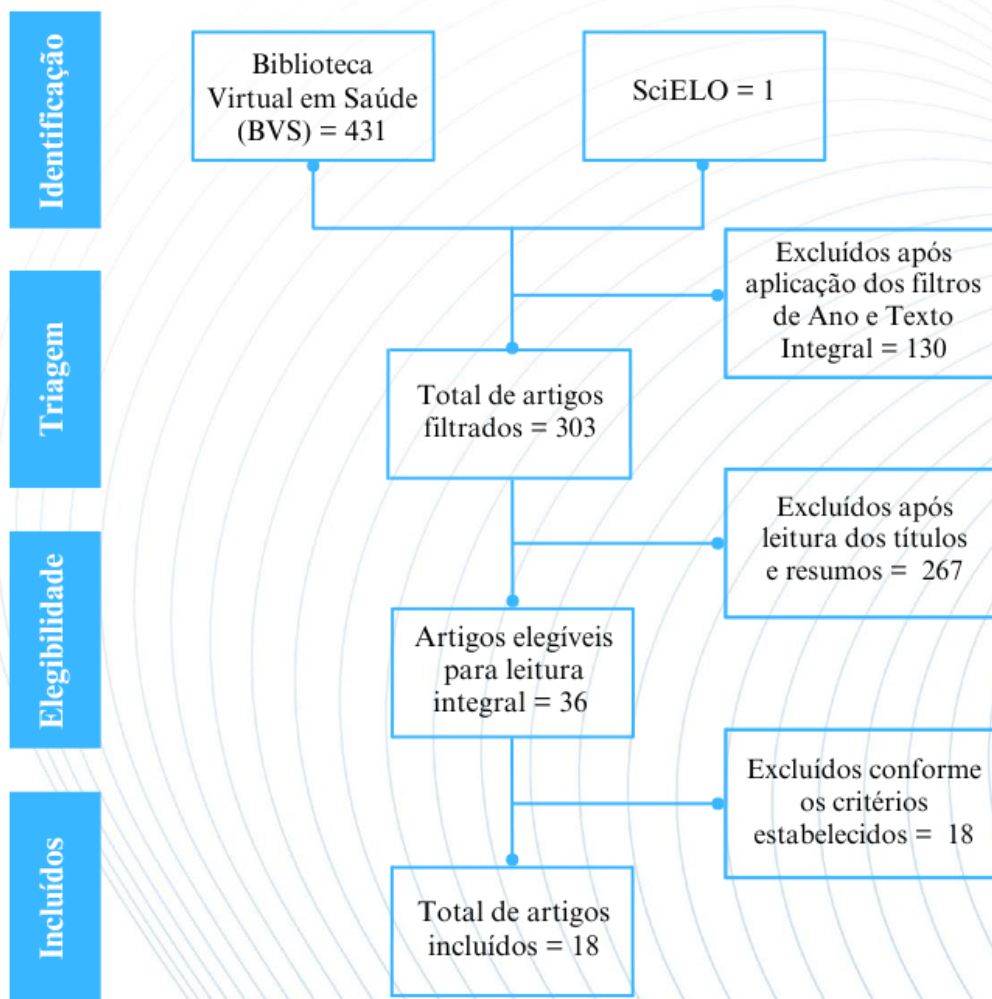 Identificação
Biblioteca
Virtual em Saúde
(BVS) = 431
SciELO = 1
Triagem
Excluídos após
aplicação dos filtros
de Ano e Texto
Integral = 130
Total de artigos
filtrados = 303
Elegibilidade
Excluídos após
leitura dos títulos
e resumos = 267
Artigos elegíveis
para leitura
integral = 36
Incluídos
Excluídos conforme
os critérios
estabelecidos = 18
Total de artigos
incluídos = 18